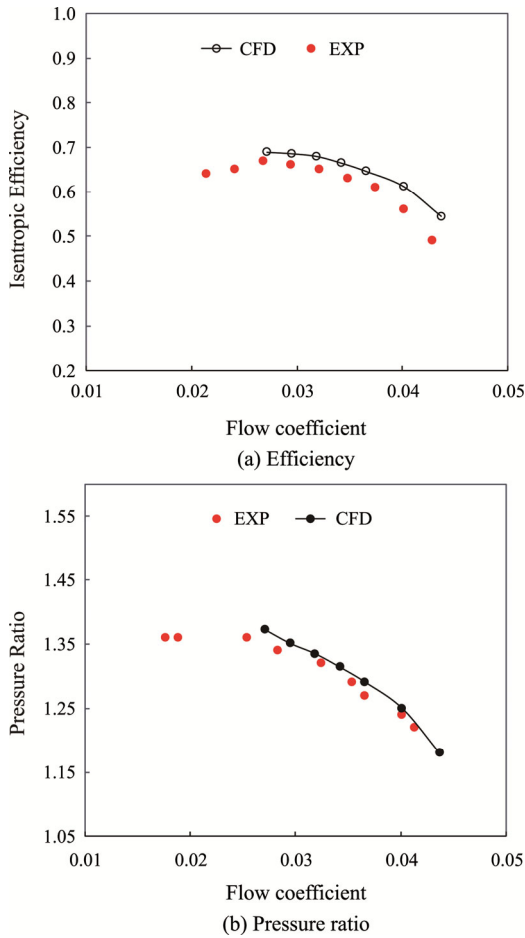 1.0
0.9
0.8
0.7
0.6
0.5
0.4
0.3
0.2
CFD EXP
Isentropic Efficiency
0.01 0.02 0.03 0.04 0.05
Flow coefficient
(a) Efficiency
1.55
1.45
1.35
1.25
1.15
1.05
EXP CFD
Pressure Ratio
0.01 0.02 0.03 0.04 0.05
Flow coefficient
(b) Pressure ratio